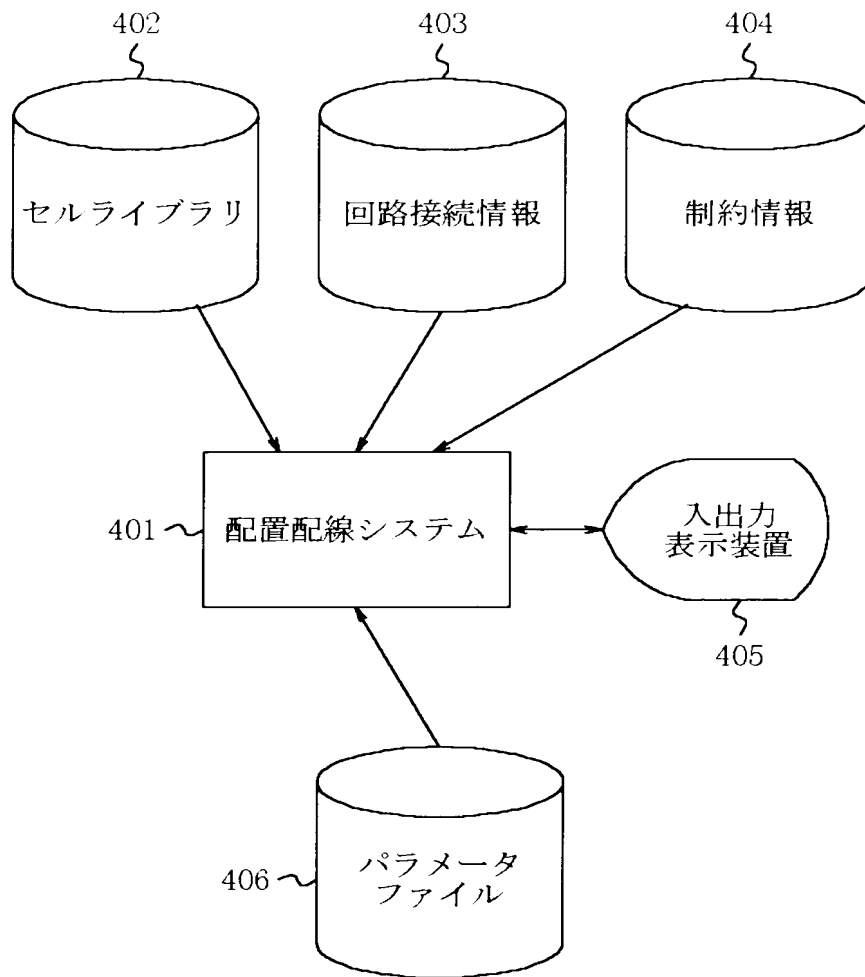 402
403
404
セルライブラリ
回路接続情報
制約情報
401
配置配線システム
入出力
表示装置
405
406
パラメータ
ファイル